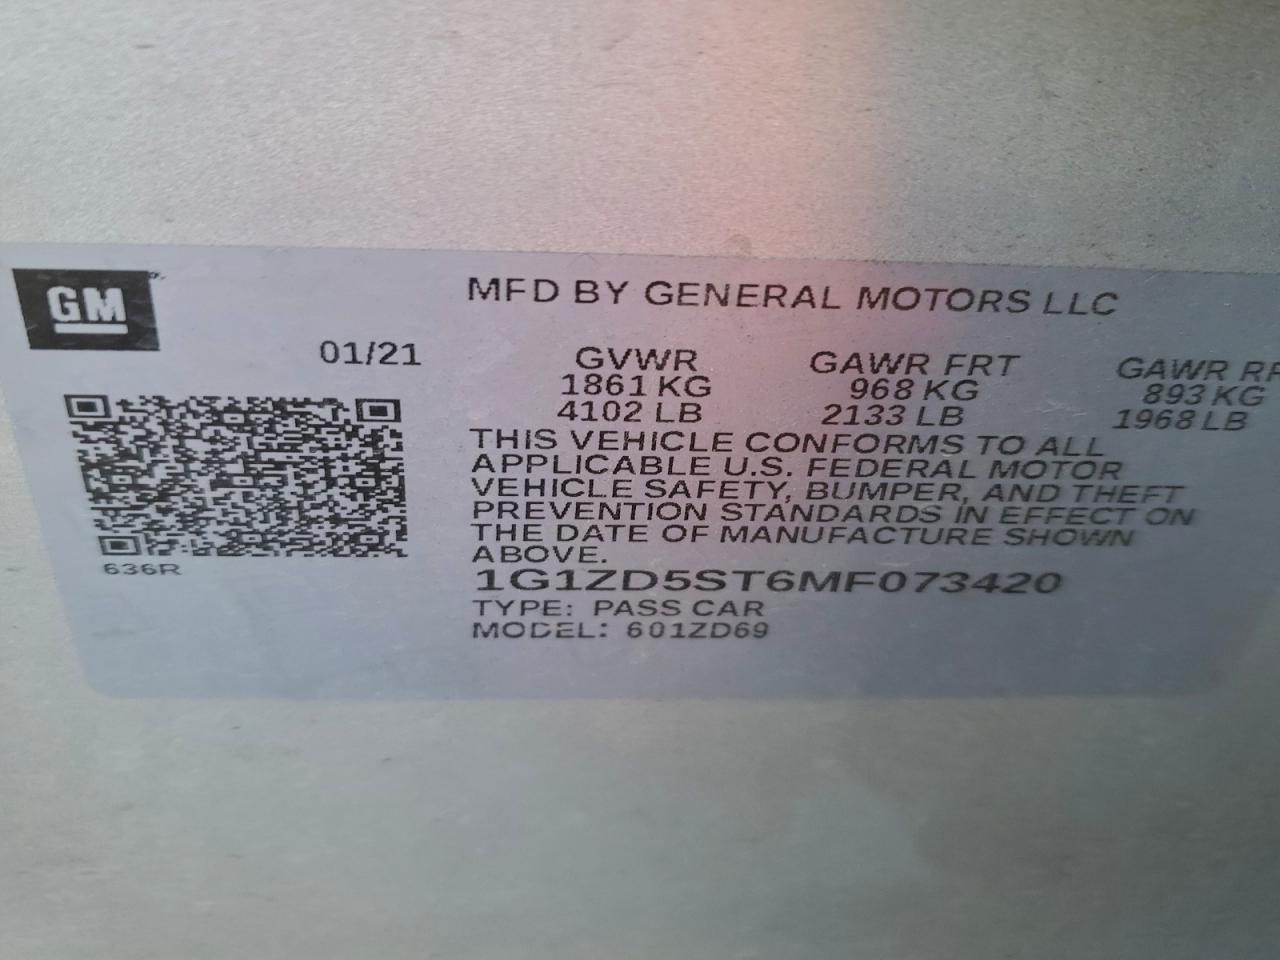 GM
MFD BY GENERAL MOTORS LLC
01/21
GVWR GAWR FRT GAWR RR
1861 KG 968 KG 893 KG
4102 LB 2133 LB 1968 LB
THIS VEHICLE CONFORMS TO ALL
APPLICABLE U.S. FEDERAL MOTOR
VEHICLE SAFETY, BUMPER, AND THEFT
PREVENTION STANDARDS IN EFFECT ON
THE DATE OF MANUFACTURE SHOWN
ABOVE.
636R
1G1ZD5ST6MF073420
TYPE: PASS CAR
MODEL: 601ZD69